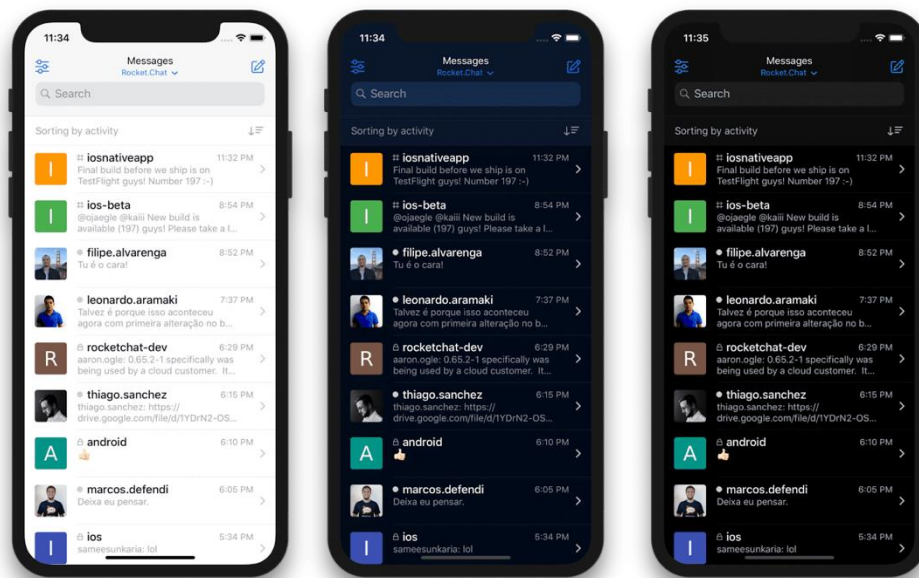 11:34
Messages
Rocket.Chat
Search
Sorting by activity
I
iosnativeapp
11:32 PM
Final build before we ship is on
TestFlight guys! Number 197 :-)
I
ios-beta
8:54 PM
@ojaegle @kaiii New build is
available (197) guys! Please take a l...
filipe.alvarenga
8:52 PM
Tu é o cara!
leonardo.aramaki
7:37 PM
Talvez é porque isso aconteceu
agora com primeira alteração no b...
R
rocketchat-dev
6:29 PM
aaron.ogle: 0.65.2-1 specifically was
being used by a cloud customer. It...
thiago.sanchez
6:15 PM
thiago.sanchez: https://
drive.google.com/file/d/1YDrN2-OS...
A
android
6:10 PM
marcos.defendi
6:05 PM
Deixa eu pensar.
I
ios
5:34 PM
sameesunkaria: lol
11:34
Messages
Rocket.Chat
Search
Sorting by activity
I
iosnativeapp
11:32 PM
Final build before we ship is on
TestFlight guys! Number 197 :-)
I
ios-beta
8:54 PM
@ojaegle @kaiii New build is
available (197) guys! Please take a l...
filipe.alvarenga
8:52 PM
Tu é o cara!
leonardo.aramaki
7:37 PM
Talvez é porque isso aconteceu
agora com primeira alteração no b...
R
rocketchat-dev
6:29 PM
aaron.ogle: 0.65.2-1 specifically was
being used by a cloud customer. It...
thiago.sanchez
6:15 PM
thiago.sanchez: https://
drive.google.com/file/d/1YDrN2-OS...
A
android
6:10 PM
marcos.defendi
6:05 PM
Deixa eu pensar.
I
ios
5:34 PM
sameesunkaria: lol
11:35
Messages
Rocket.Chat
Search
Sorting by activity
I
iosnativeapp
11:32 PM
Final build before we ship is on
TestFlight guys! Number 197 :-)
I
ios-beta
8:54 PM
@ojaegle @kaiii New build is
available (197) guys! Please take a l...
filipe.alvarenga
8:52 PM
Tu é o cara!
leonardo.aramaki
7:37 PM
Talvez é porque isso aconteceu
agora com primeira alteração no b...
R
rocketchat-dev
6:29 PM
aaron.ogle: 0.65.2-1 specifically was
being used by a cloud customer. It...
thiago.sanchez
6:15 PM
thiago.sanchez: https://
drive.google.com/file/d/1YDrN2-OS...
A
android
6:10 PM
marcos.defendi
6:05 PM
Deixa eu pensar.
I
ios
5:34 PM
sameesunkaria: lol